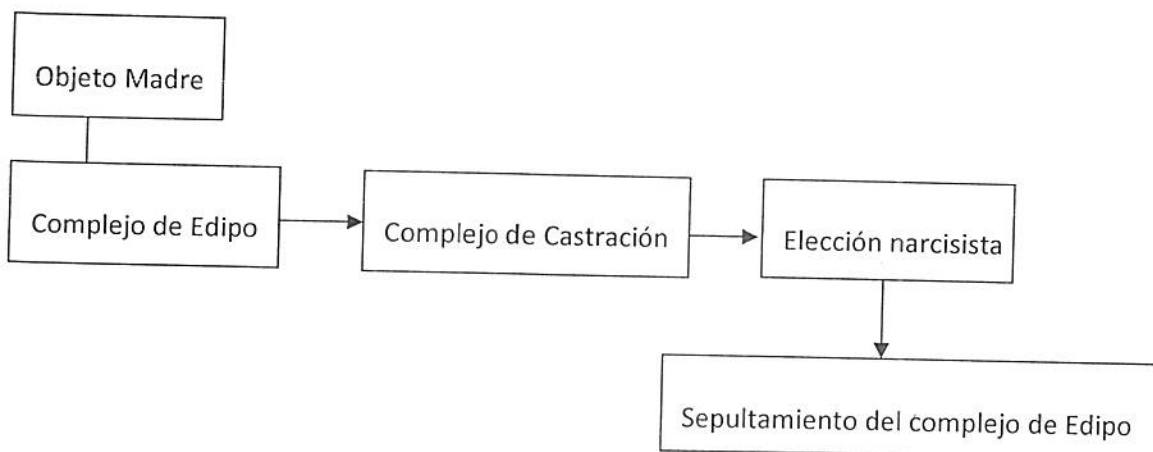 Objeto Madre
Complejo de Edipo
Complejo de Castración
Elección narcisista
Sepultamiento del complejo de Edipo